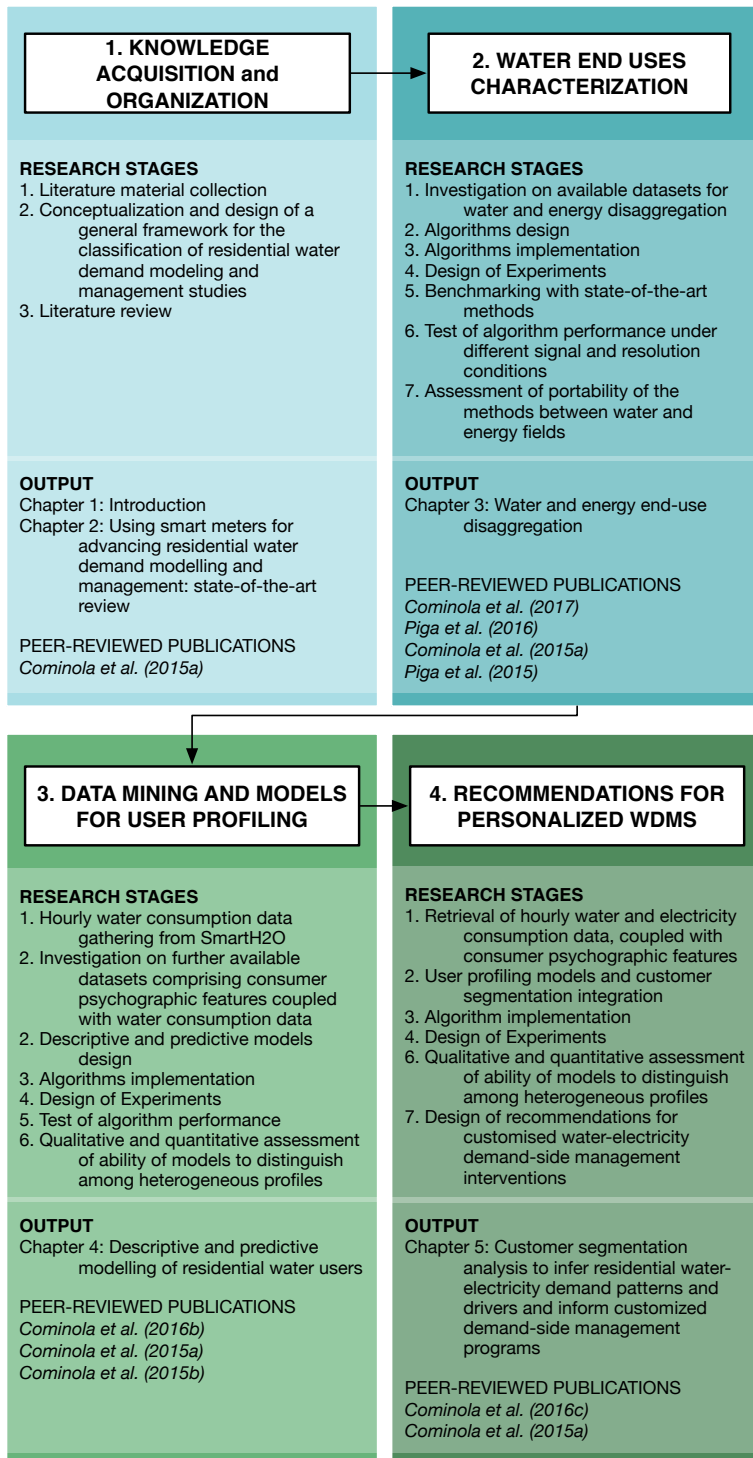 1. KNOWLEDGE
ACQUISITION and
ORGANIZATION
RESEARCH STAGES
1. Literature material collection
2. Conceptualization and design of a
general framework for the
classification of residential water
demand modeling and
management studies
3. Literature review
OUTPUT
Chapter 1: Introduction
Chapter 2: Using smart meters for
advancing residential water
demand modelling and
management: state-of-the-art
review
PEER-REVIEWED PUBLICATIONS
Cominola et al. (2015a)
2. WATER END USES
CHARACTERIZATION
RESEARCH STAGES
1. Investigation on available datasets for
water and energy disaggregation
2. Algorithms design
3. Algorithms implementation
4. Design of Experiments
5. Benchmarking with state-of-the-art
methods
6. Test of algorithm performance under
different signal and resolution
conditions
7. Assessment of portability of the
methods between water and
energy fields
OUTPUT
Chapter 3: Water and energy end-use
disaggregation
PEER-REVIEWED PUBLICATIONS
Cominola et al. (2017)
Piga et al. (2016)
Cominola et al. (2015a)
Piga et al. (2015)
3. DATA MINING AND MODELS
FOR USER PROFILING
RESEARCH STAGES
1. Hourly water consumption data
gathering from SmartH2O
2. Investigation on further available
datasets comprising consumer
psychographic features coupled
with water consumption data
2. Descriptive and predictive models
design
3. Algorithms implementation
4. Design of Experiments
5. Test of algorithm performance
6. Qualitative and quantitative assessment
of ability of models to distinguish
among heterogeneous profiles
OUTPUT
Chapter 4: Descriptive and predictive
modelling of residential water users
PEER-REVIEWED PUBLICATIONS
Cominola et al. (2016b)
Cominola et al. (2015a)
Cominola et al. (2015b)
4. RECOMMENDATIONS FOR
PERSONALIZED WDMS
RESEARCH STAGES
1. Retrieval of hourly water and electricity
consumption data, coupled with
consumer psychographic features
2. User profiling models and customer
segmentation integration
3. Algorithm implementation
4. Design of Experiments
6. Qualitative and quantitative assessment
of ability of models to distinguish
among heterogeneous profiles
7. Design of recommendations for
customised water-electricity
demand-side management
interventions
OUTPUT
Chapter 5: Customer segmentation
analysis to infer residential water-
electricity demand patterns and
drivers and inform customized
demand-side management
programs
PEER-REVIEWED PUBLICATIONS
Cominola et al. (2016c)
Cominola et al. (2015a)